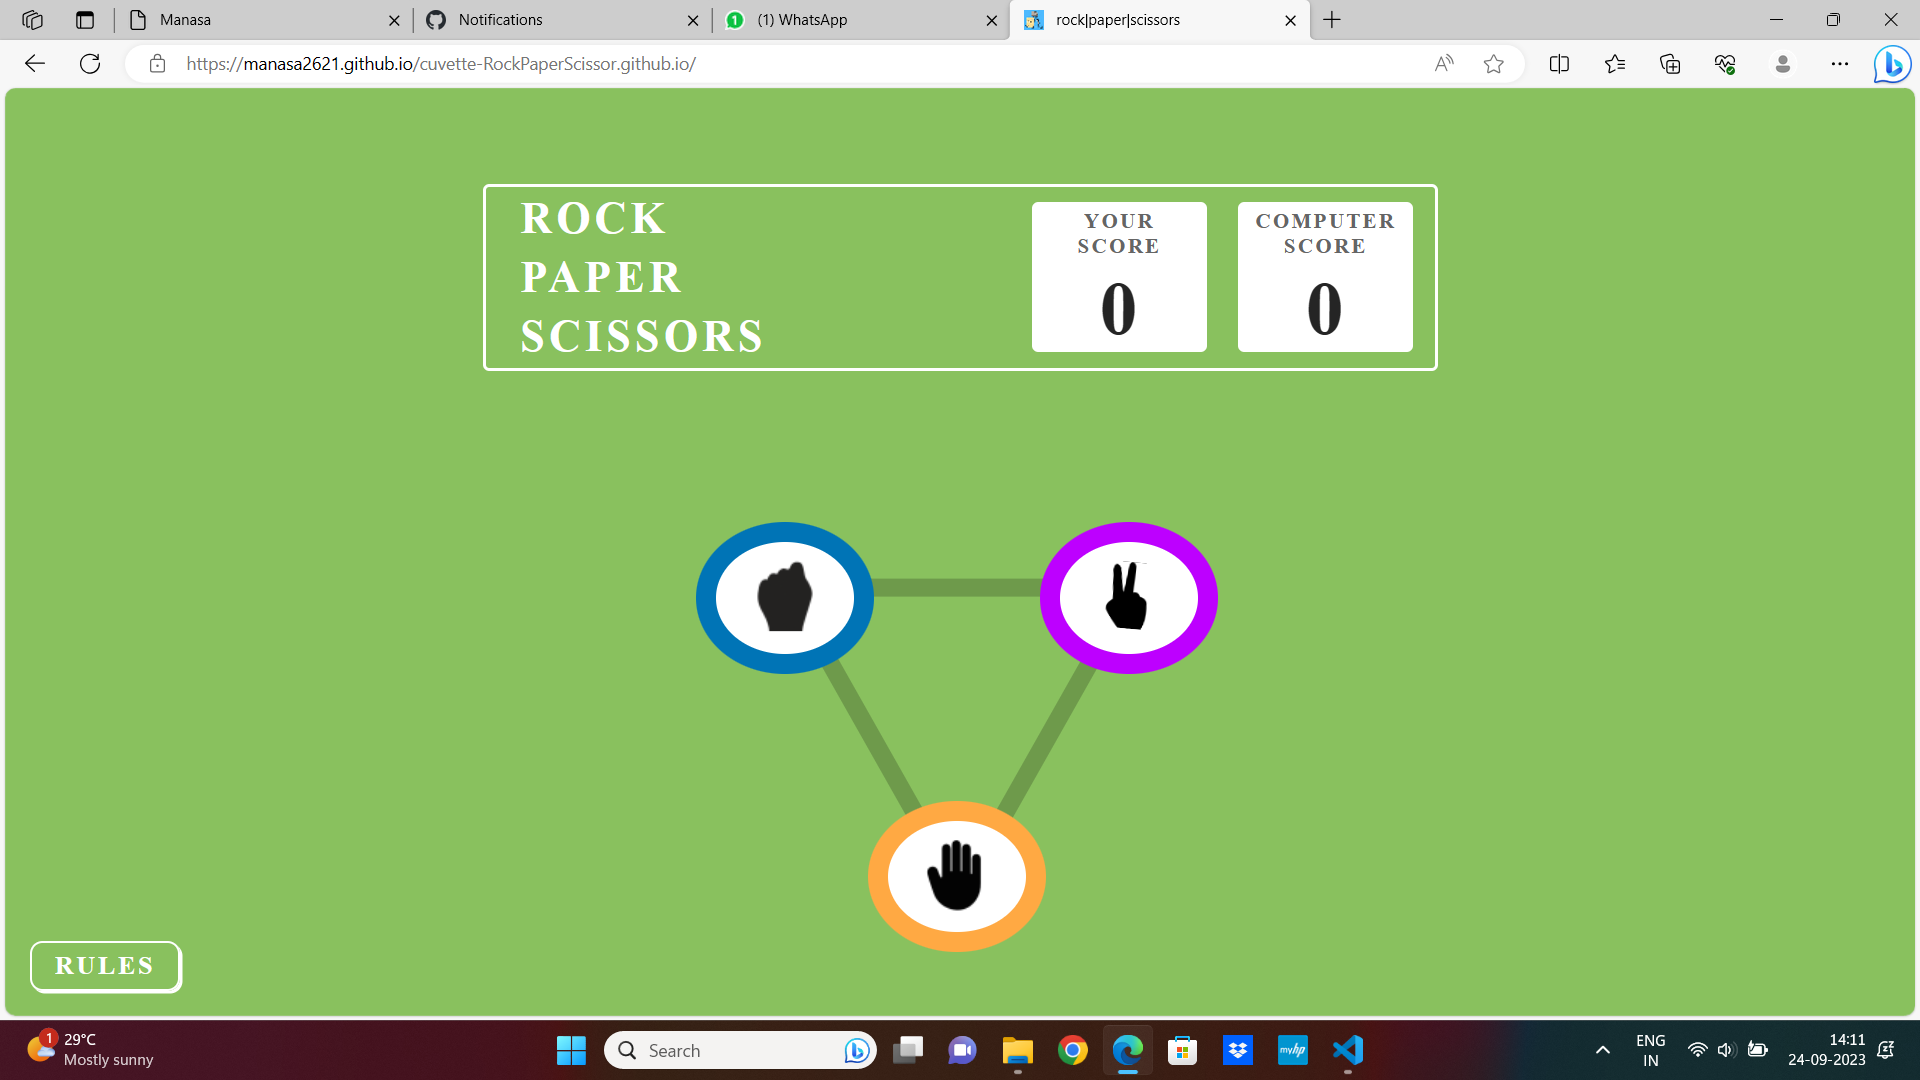 Manasa
Notifications
(1) WhatsApp
rock|paper|scissors
https://manasa2621.github.io/cuvette-RockPaperScissor.github.io/
ROCK
PAPER
SCISSORS
YOUR
SCORE
0
COMPUTER
SCORE
0
RULES
1
29°C
Mostly sunny
Search
myhp
ENG
IN
14:11
24-09-2023